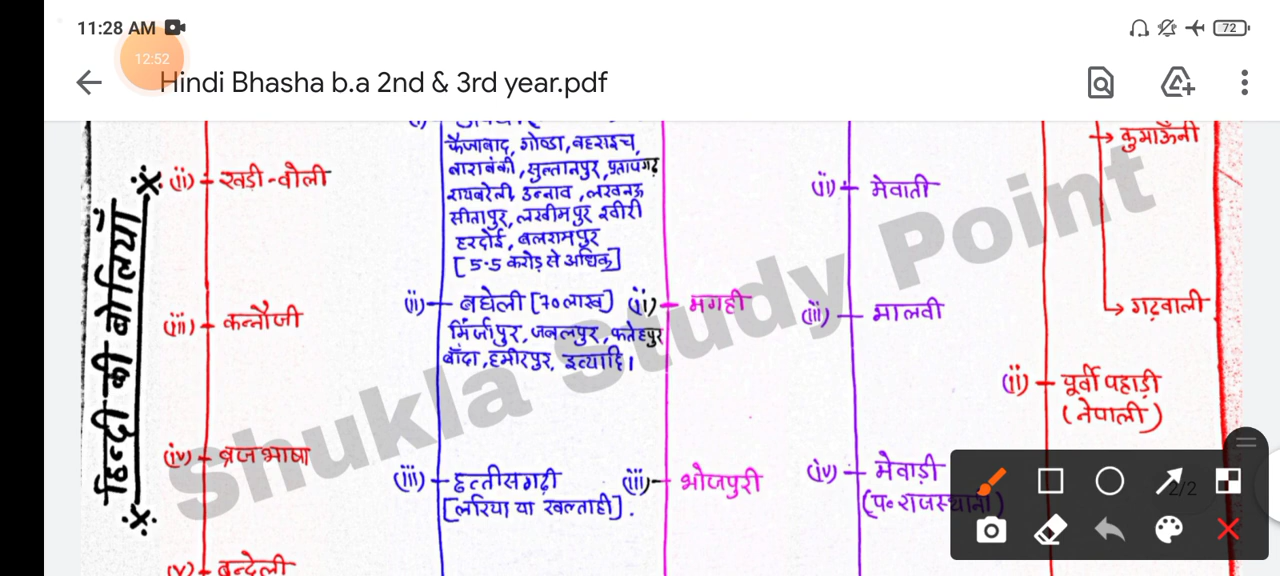 11:28 AM
72
12:52
Hindi Bhasha b.a 2nd & 3rd year.pdf
हिन्दी की बोलियाँ
(ii) खडी-बोली
(iii) कन्नौजी
(iv) ब्रजभाषा
(v) बुन्देली
फैजाबाद, गोण्डा, बहराइच,
बाराबंकी, सुल्तानपुर, प्रतापगढ़
रायबरेली, उन्नाव, लखनऊ
सीतापुर, लखीमपुर खीरी
हरदोई, बलरामपुर
[5.5 करोड़ से अधिक]
(ii) बघेली [70 लाख]
मिर्जापुर, जबलपुर, फतेहपुर
बाँदा, हमीरपुर, इत्यादि।
(iii) छत्तीसगढ़ी
[लरिया या खल्ताही].
(ii) मगही
(iii) भोजपुरी
(ii) मेवाती
(iii) मालवी
(iv) मेवाड़ी
(प० राजस्थानी)
कुमाऊँनी
गढ़वाली
(ii) पूर्वी पहाड़ी
(नेपाली)
2/2
Shukla Study Point